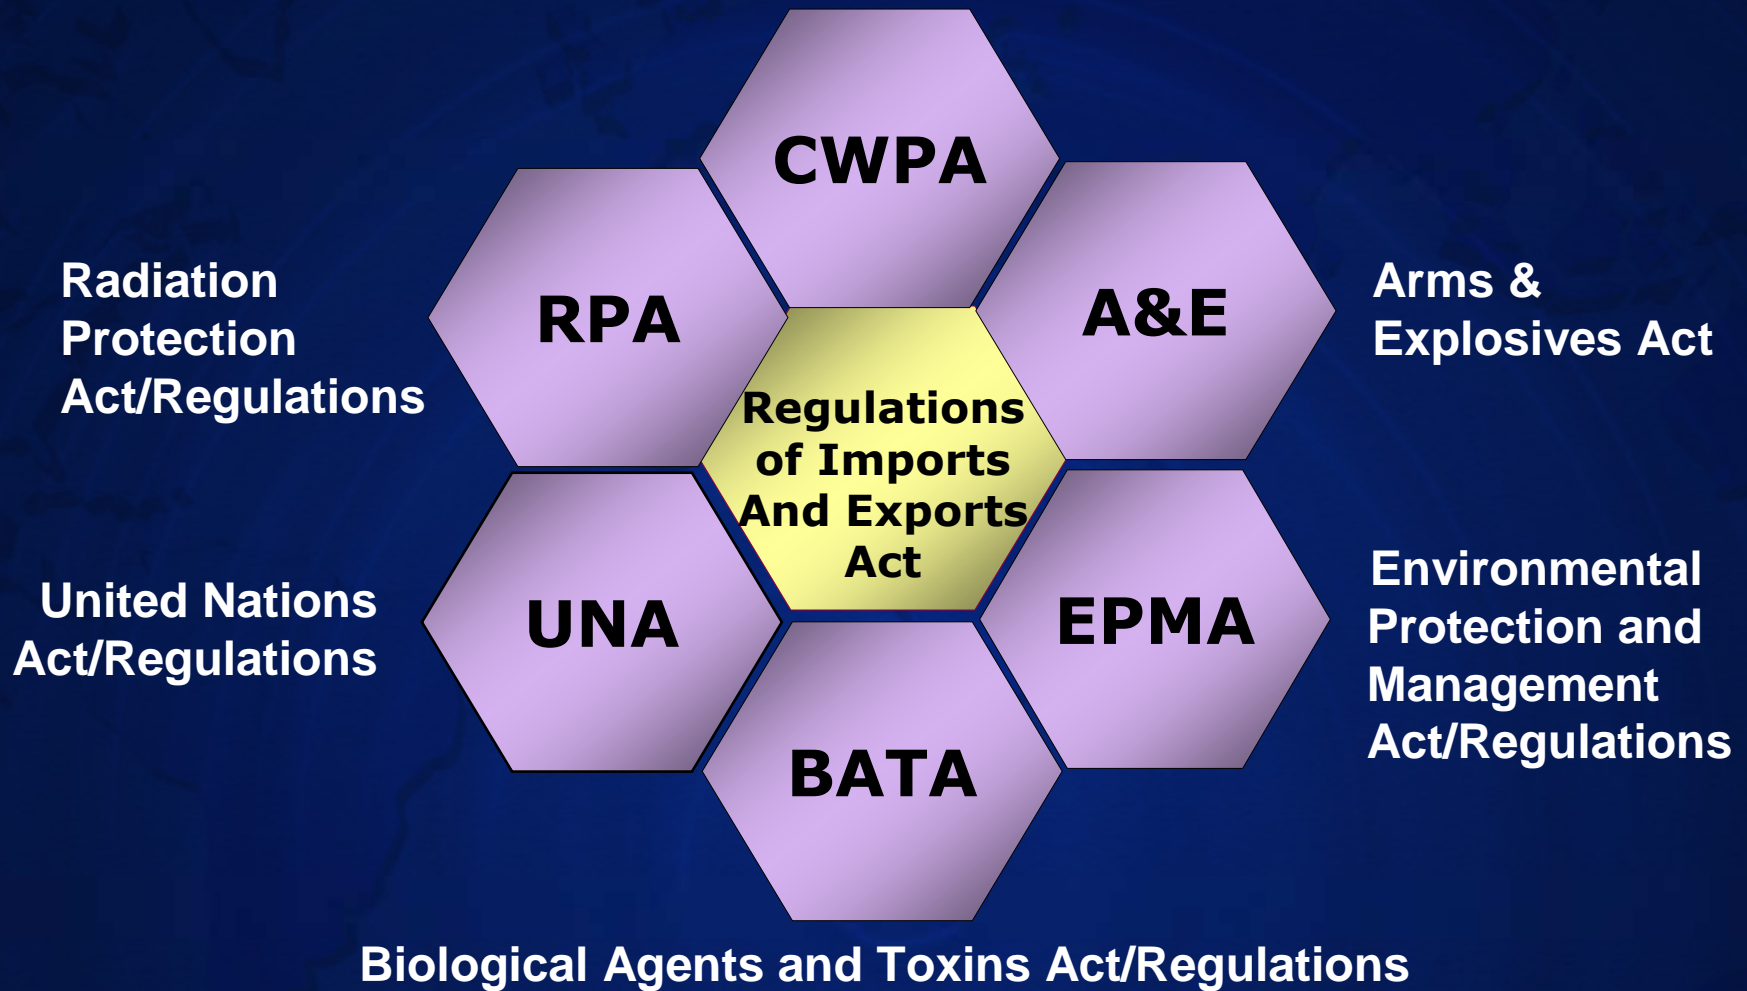 CWPA
RPA
A&E
Radiation
Protection
Act/Regulations
Arms &
Explosives Act
Regulations
of Imports
And Exports
Act
United Nations
Act/Regulations
UNA
EPMA
Environmental
Protection and
Management
Act/Regulations
BATA
Biological Agents and Toxins Act/Regulations